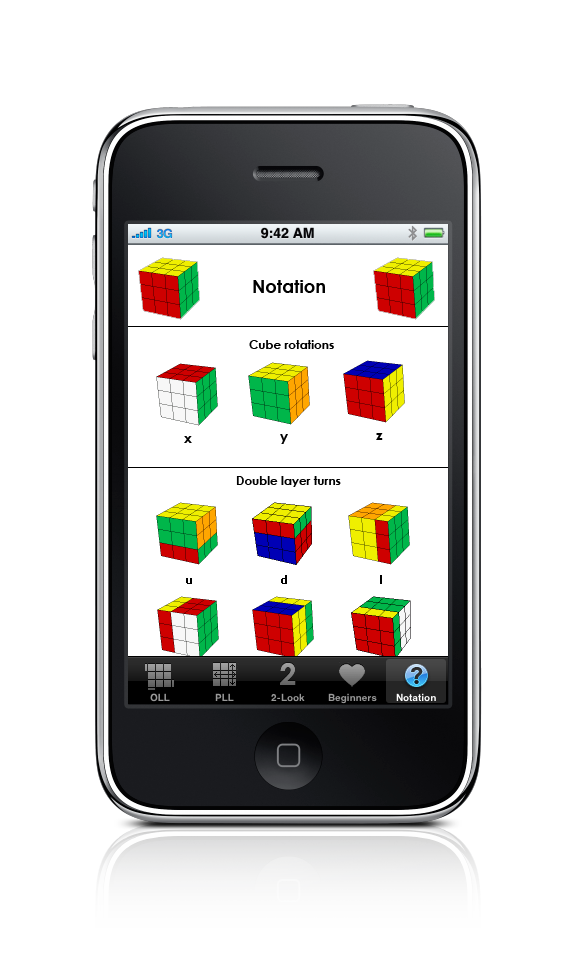 3G 9:42 AM
Notation
Cube rotations
x y z
Double layer turns
u d l
2
?
OLL PLL 2-Look Beginners Notation